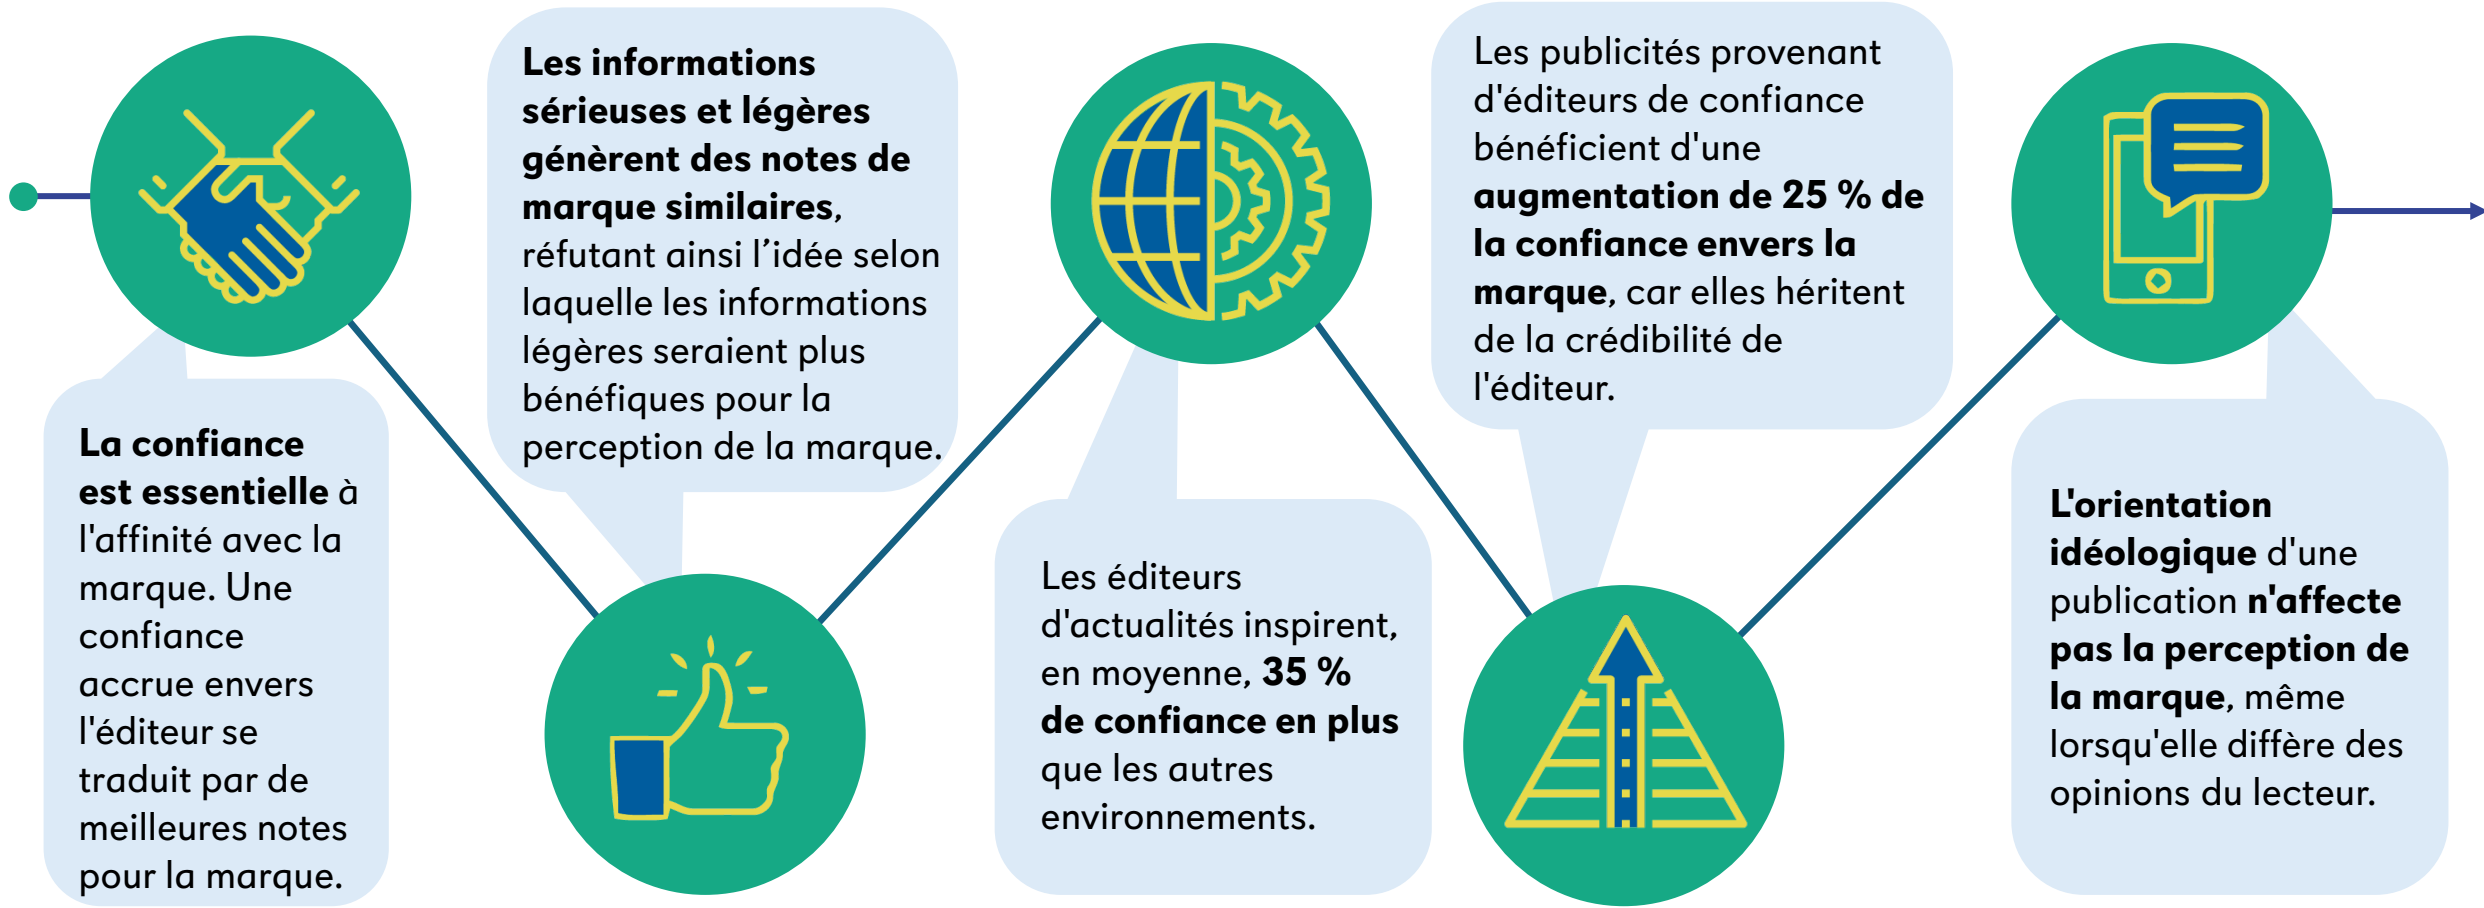 La confiance
est essentielle à
l'affinité avec la
marque. Une
confiance
accrue envers
l'éditeur se
traduit par de
meilleures notes
pour la marque.
Les informations
sérieuses et légères
génèrent des notes de
marque similaires,
réfutant ainsi l’idée selon
laquelle les informations
légères seraient plus
bénéfiques pour la
perception de la marque.
Les éditeurs
d'actualités inspirent,
en moyenne, 35 %
de confiance en plus
que les autres
environnements.
Les publicités provenant
d'éditeurs de confiance
bénéficient d'une
augmentation de 25 % de
la confiance envers la
marque, car elles héritent
de la crédibilité de
l'éditeur.
L'orientation
idéologique d'une
publication n'affecte
pas la perception de
la marque, même
lorsqu'elle diffère des
opinions du lecteur.